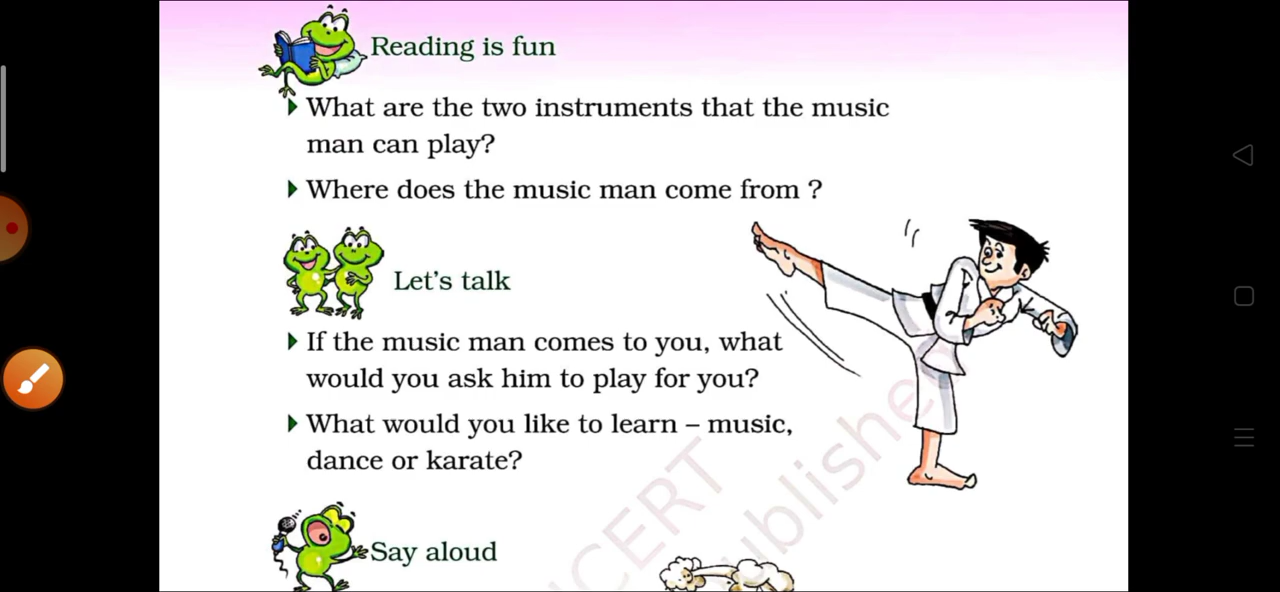 Reading is fun
What are the two instruments that the music
man can play?
Where does the music man come from ?
Let's talk
If the music man comes to you, what
would you ask him to play for you?
What would you like to learn – music,
dance or karate?
Say aloud
NCERT